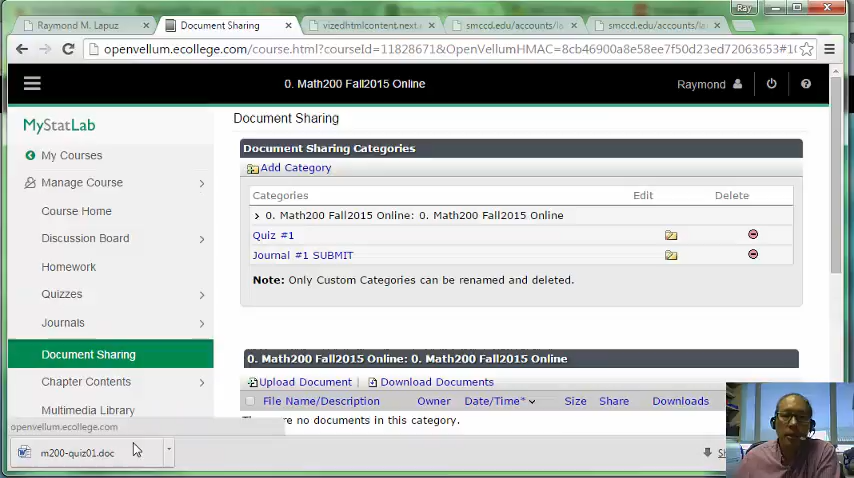 Ray
Raymond M. Lapuz
Document Sharing
vizedhtmlcontent.next.e
smccd.edu/accounts/la
smccd.edu/accounts/la
openvellum.ecollege.com/course.html?courseId=11828671&OpenVellumHMAC=8cb46900a8e58ee7f50d23ed72063653#10
0. Math200 Fall2015 Online
Raymond
MyStatLab
My Courses
Manage Course
Course Home
Discussion Board
Homework
Quizzes
Journals
Document Sharing
Chapter Contents
Multimedia Library
Document Sharing
Document Sharing Categories
Add Category
Categories Edit Delete
0. Math200 Fall2015 Online: 0. Math200 Fall2015 Online
Quiz #1
Journal #1 SUBMIT
Note: Only Custom Categories can be renamed and deleted.
0. Math200 Fall2015 Online: 0. Math200 Fall2015 Online
Upload Document | Download Documents
File Name/Description Owner Date/Time* Size Share Downloads
re no documents in this category.
openvellum.ecollege.com
m200-quiz01.doc